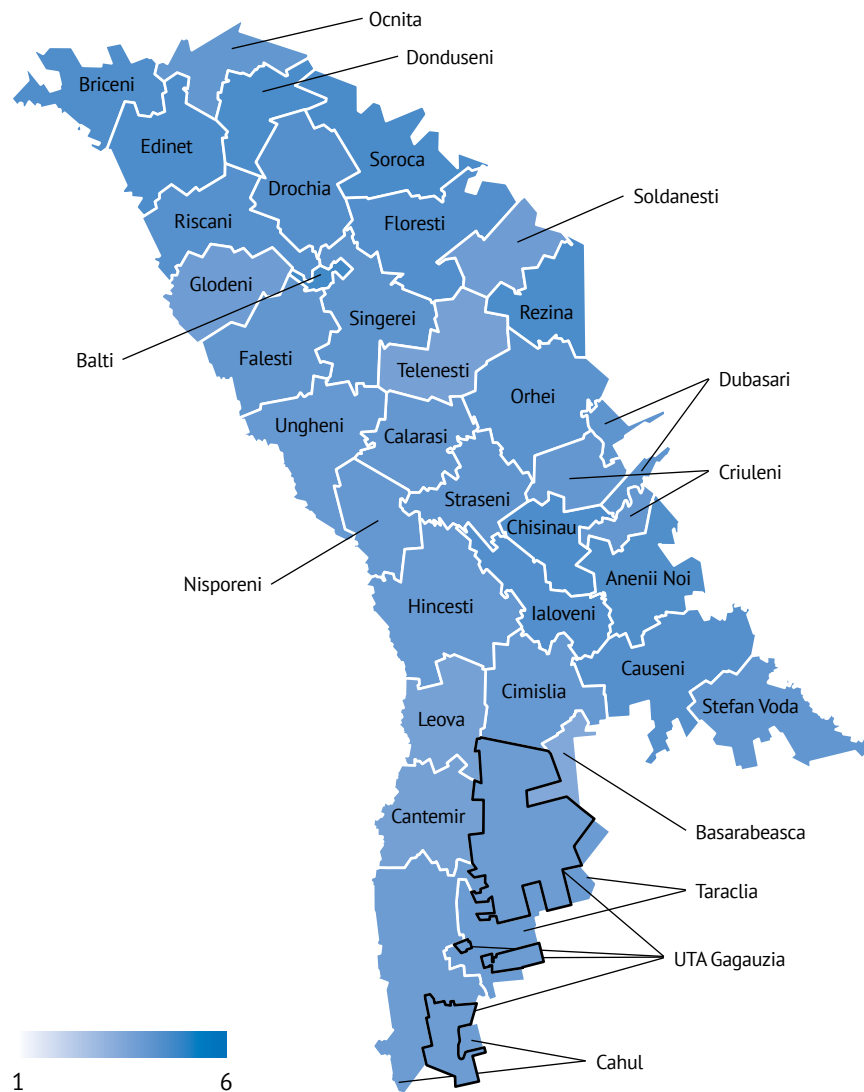 Ocnita
Donduseni
Briceni
Edinet
Soroca
Drochia
Soldanesti
Riscani
Floresti
Glodeni
Rezina
Singerei
Balti
Falesti
Telenesti
Dubasari
Orhei
Ungheni
Calarasi
Criuleni
Straseni
Chisinau
Nisporeni
Anenii Noi
Hincesti
Ialoveni
Causeni
Cimislia
Stefan Voda
Leova
Cantemir
Basarabeasca
Taraclia
UTA Gagauzia
Cahul
1
6